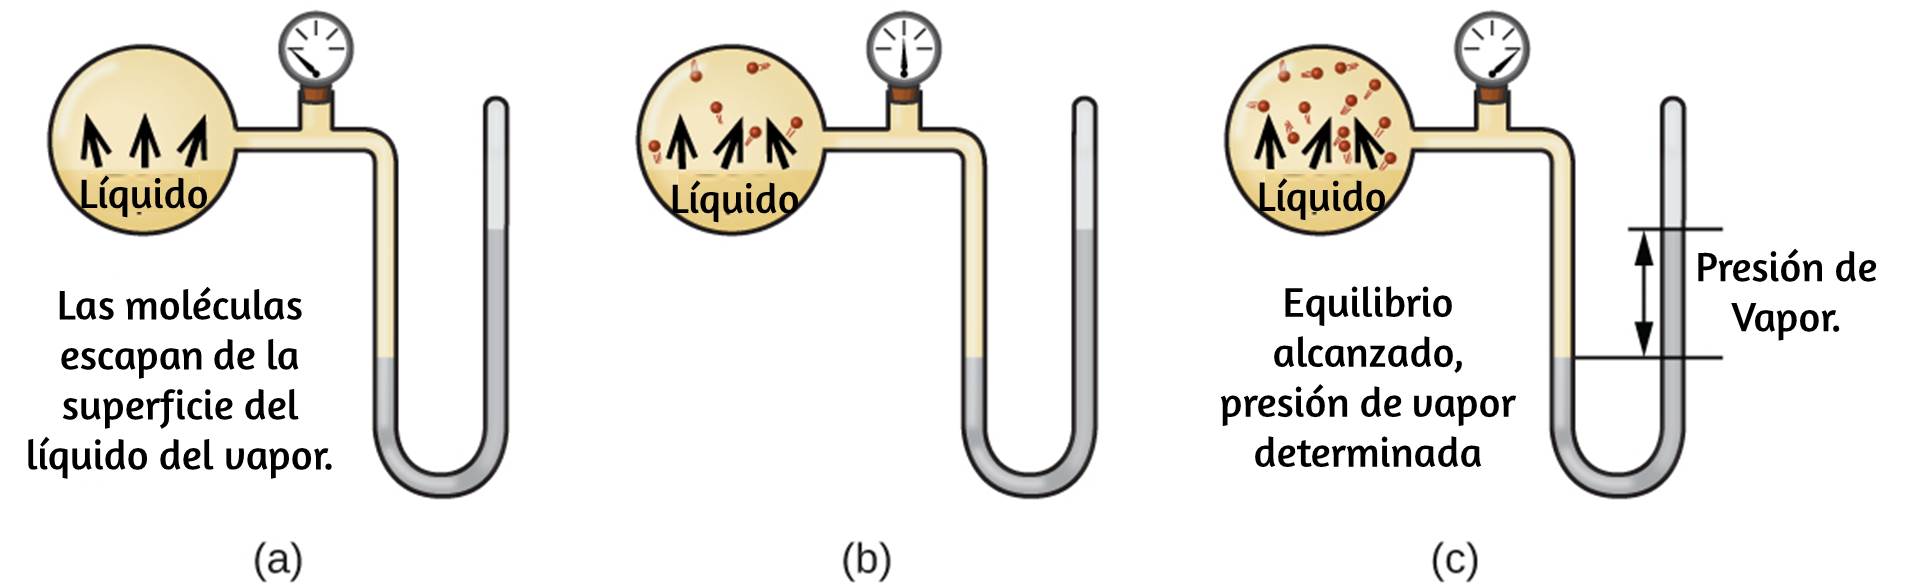 Líquido
Las moléculas
escapan de la
superficie del
líquido del vapor.
(a)
Líquido
(b)
Líquido
Equilibrio
alcanzado,
presión de vapor
determinada
Presión de
Vapor.
(c)